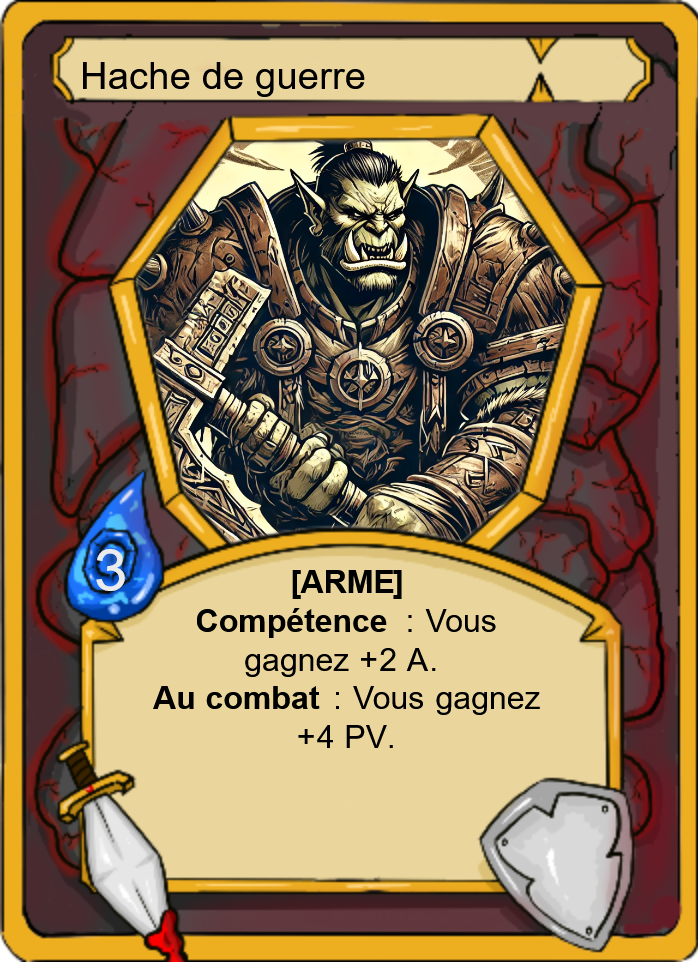 Hache de guerre
3
[ARME]
Compétence : Vous
gagnez +2 A.
Au combat : Vous gagnez
+4 PV.